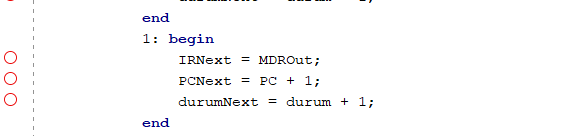 end
1: begin
IRNext = MDROut;
PCNext = PC + 1;
durumNext = durum + 1;
end